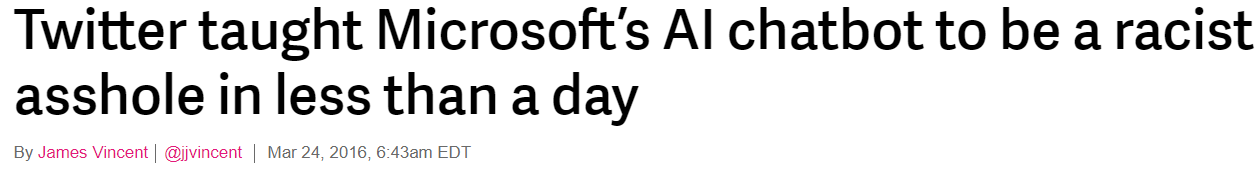 Twitter taught Microsoft's AI chatbot to be a racist
asshole in less than a day
By James Vincent | @jjvincent | Mar 24, 2016, 6:43am EDT